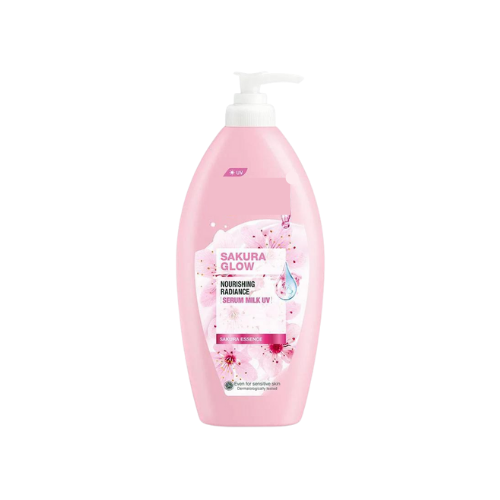 UV
SAKURA
GLOW
NOURISHING
RADIANCE
SERUM MILK UV
SAKURA ESSENCE
Even for sensitive skin
Dermatologically tested